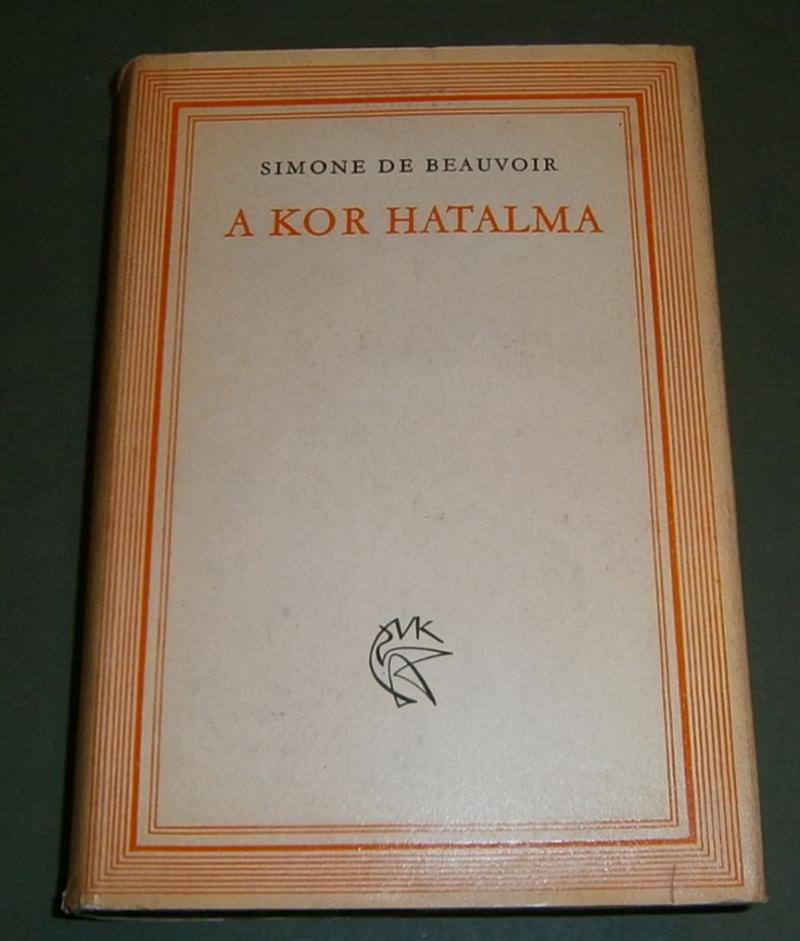 SIMONE DE BEAUVOIR
A KOR HATALMA
VK